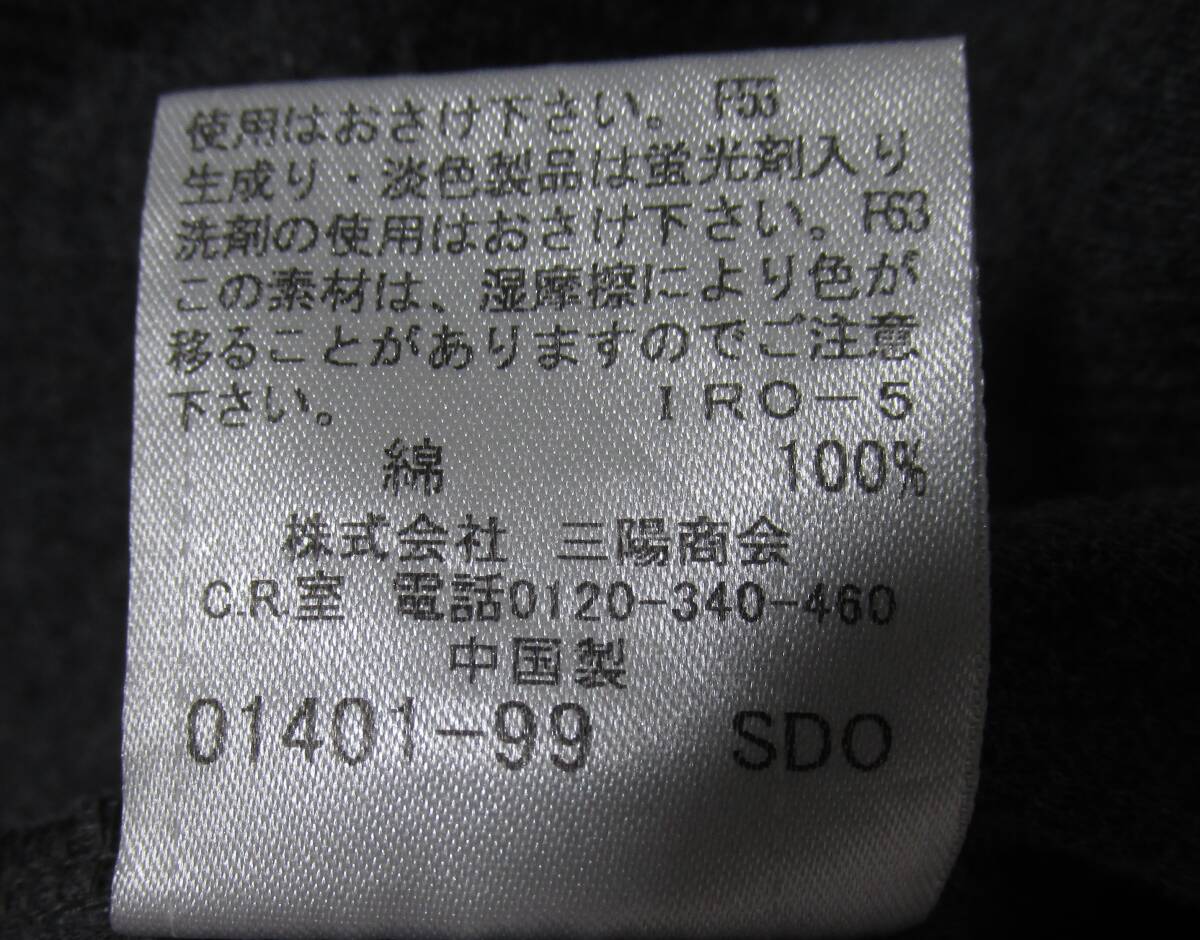 使用はおさけ下さい。 F53
生成り・淡色製品は蛍光剤入り
洗剤の使用はおさけ下さい。F63
この素材は、湿摩擦により色が
移ることがありますのでご注意
下さい。 IRO-5
綿 100%
株式会社 三陽商会
C.R.室 電話0120-340-460
中国製
01401-99 SDO